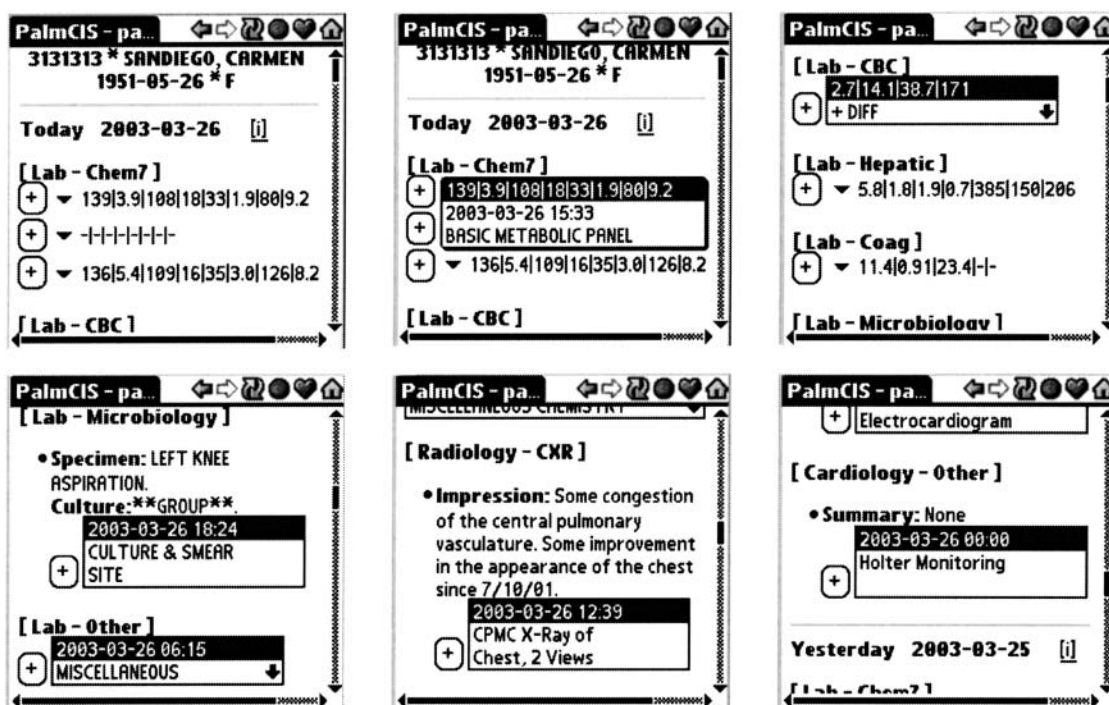 PalmCIS - pa...
3131313 * SANDIEGO, CARMEN
1951-05-26 * F
Today 2003-03-26 [i]
[ Lab - Chem7 ]
+ 139|3.9|108|18|33|1.9|80|9.2
+ -|-|-|-|-|-|-|-
+ 136|5.4|109|16|35|3.0|126|8.2
[ Lab - CBC ]
PalmCIS - pa...
3131313 * SANDIEGO, CARMEN
1951-05-26 * F
Today 2003-03-26 [i]
[ Lab - Chem7 ]
+ 139|3.9|108|18|33|1.9|80|9.2
2003-03-26 15:33
+ BASIC METABOLIC PANEL
+ 136|5.4|109|16|35|3.0|126|8.2
[ Lab - CBC ]
PalmCIS - pa...
[ Lab - CBC ]
2.7|14.1|38.7|171
+ + DIFF
[ Lab - Hepatic ]
+ 5.8|1.8|1.9|0.7|385|150|206
[ Lab - Coag ]
+ 11.4|0.91|23.4|-|-
[ Lab - Microbiology ]
PalmCIS - pa...
[ Lab - Microbiology ]
• Specimen: LEFT KNEE
ASPIRATION.
Culture:**GROUP**.
2003-03-26 18:24
CULTURE & SMEAR
+ SITE
[ Lab - Other ]
2003-03-26 06:15
+ MISCELLANEOUS
PalmCIS - pa...
MISCELLANEOUS CHEMISTRY
[ Radiology - CXR ]
• Impression: Some congestion
of the central pulmonary
vasculature. Some improvement
in the appearance of the chest
since 7/10/01.
2003-03-26 12:39
CPMC X-Ray of
+ Chest, 2 Views
PalmCIS - pa...
+ Electrocardiogram
[ Cardiology - Other ]
• Summary: None
2003-03-26 00:00
Holter Monitoring
+
Yesterday 2003-03-25 [i]
[ Lab - Chem7 ]